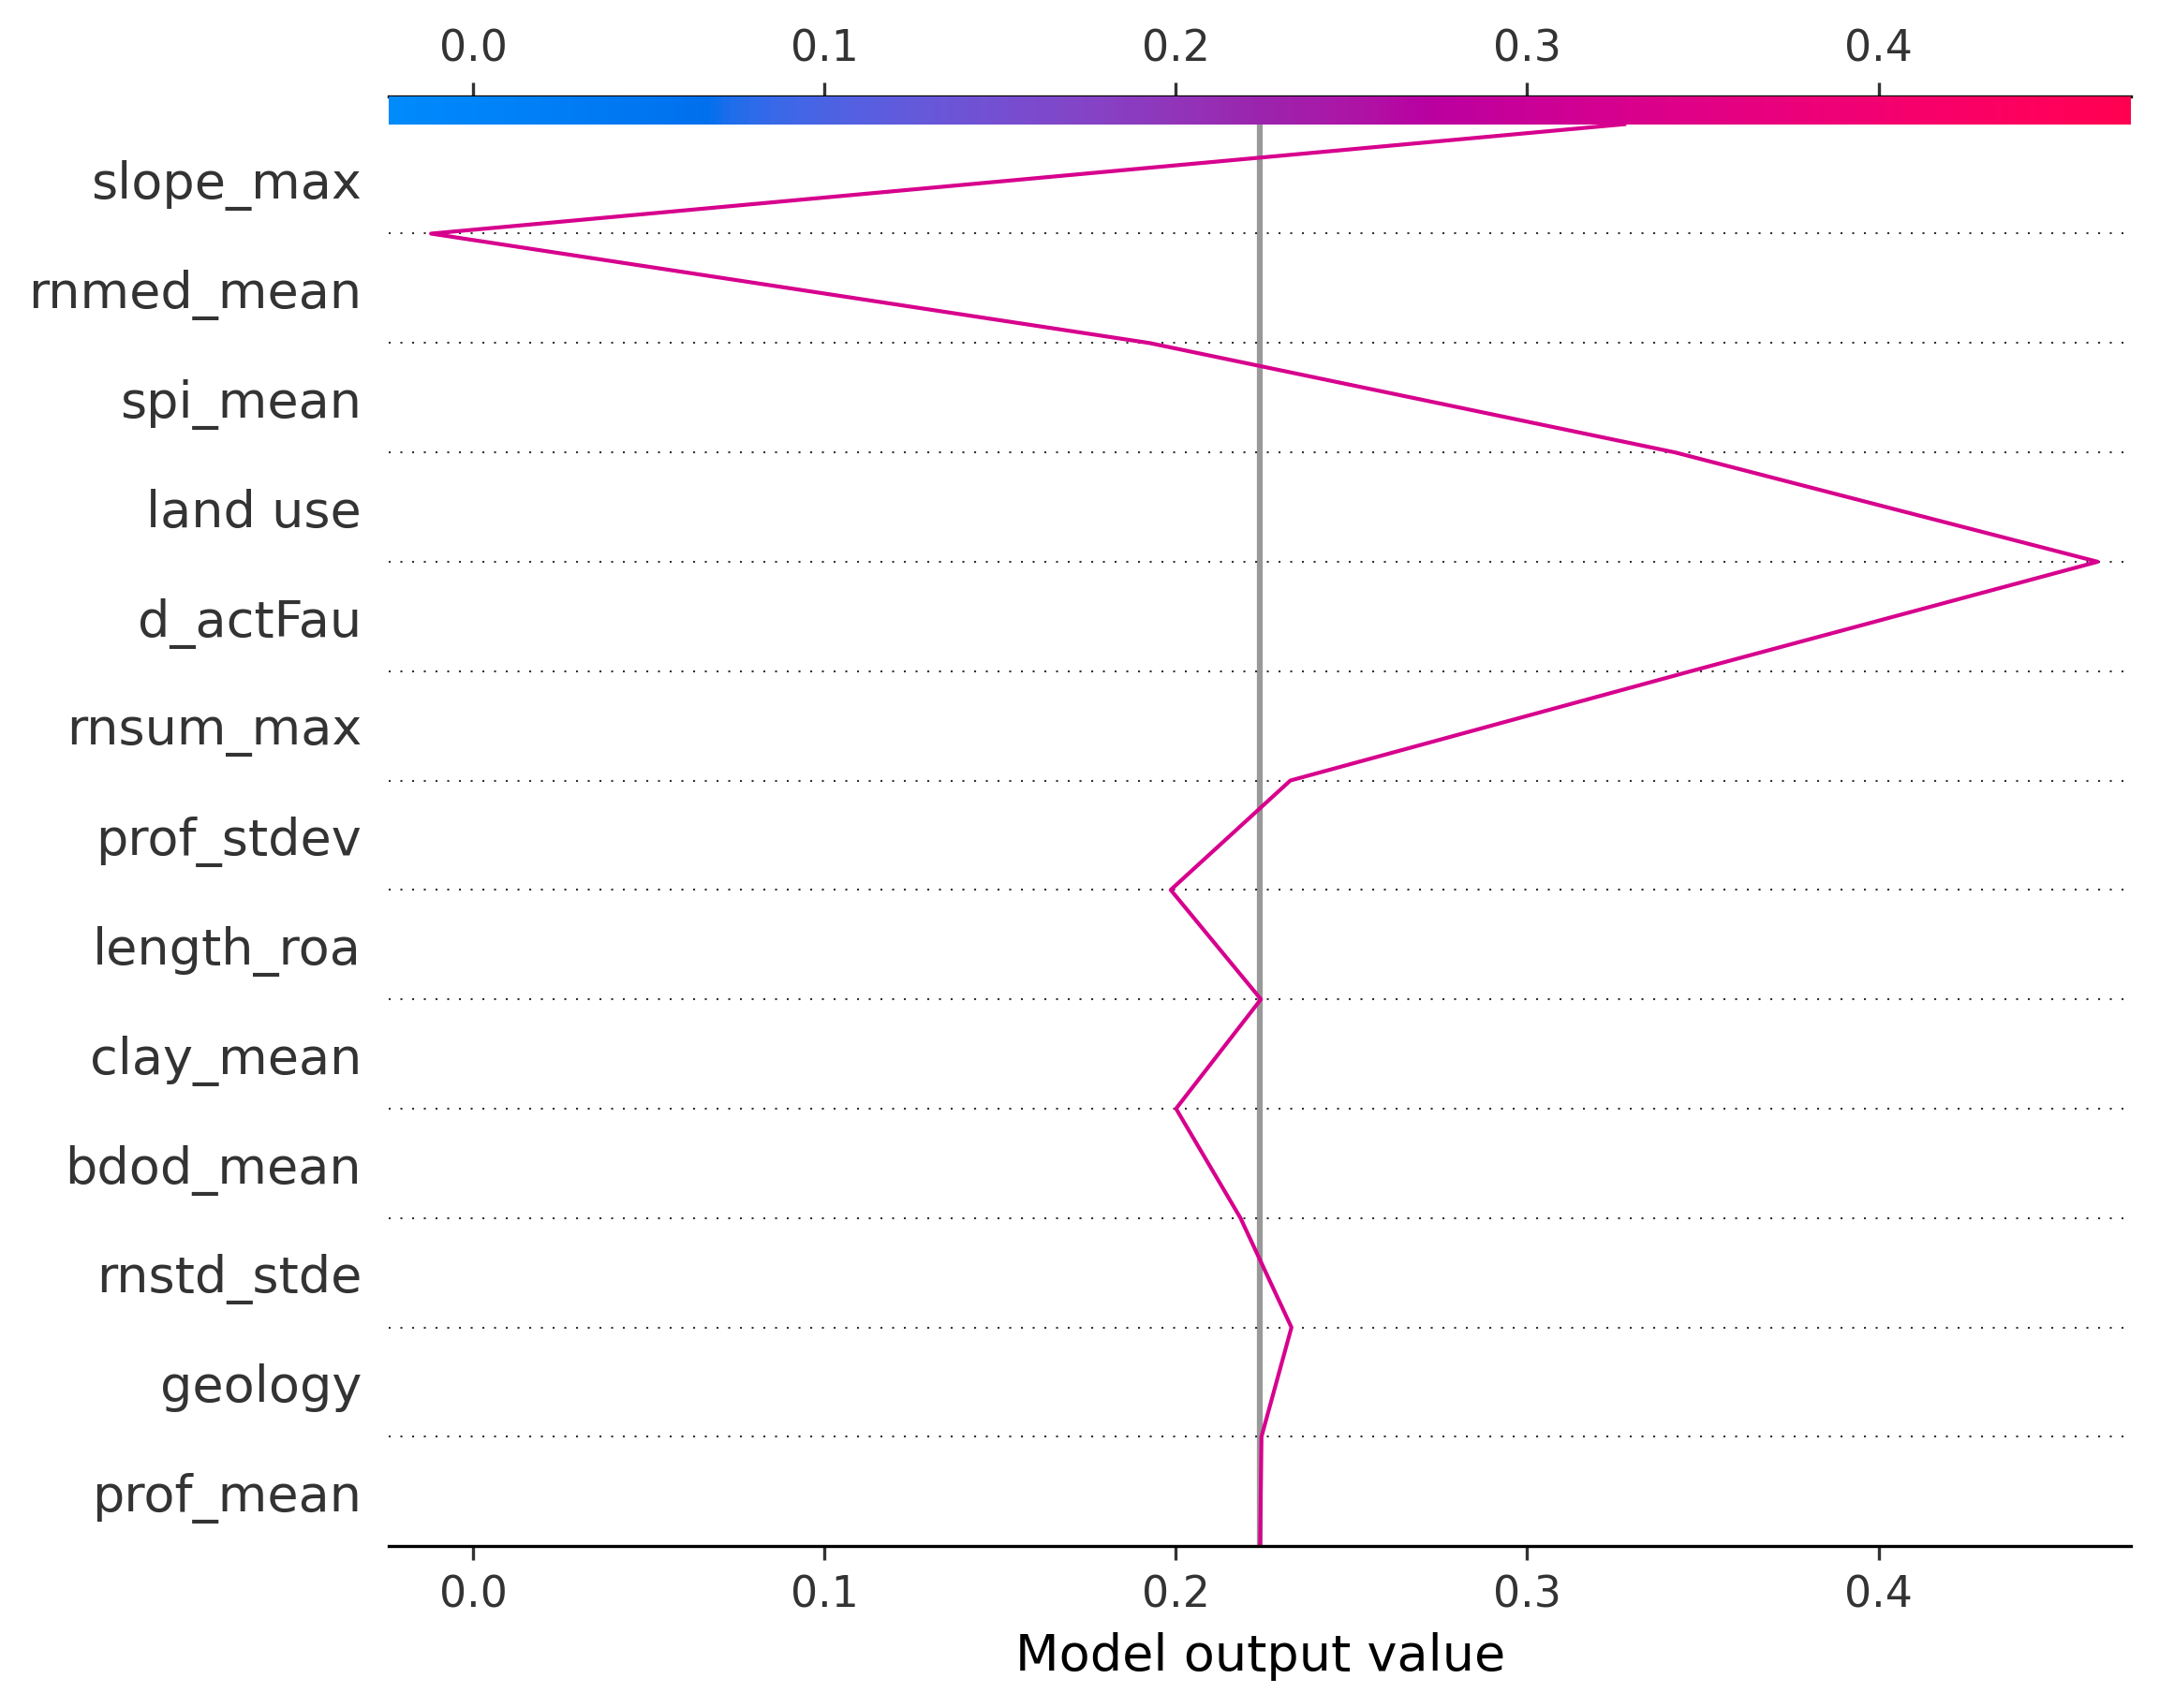 0.0 0.1 0.2 0.3 0.4
slope_max
rnmed_mean
spi_mean
land use
d_actFau
rnsum_max
prof_stdev
length_roa
clay_mean
bdod_mean
rnstd_stde
geology
prof_mean
0.0 0.1 0.2 0.3 0.4
Model output value